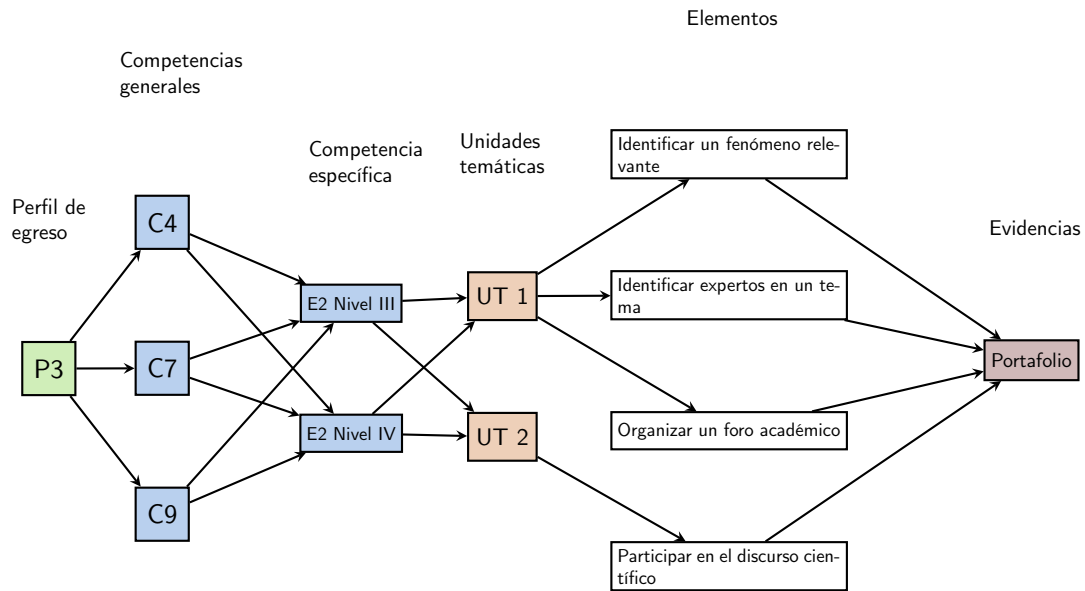 Elementos
Competencias
generales
Competencia
específica
Unidades
temáticas
Identificar un fenómeno rele-
vante
Perfil de
egreso
C4
Evidencias
E2 Nivel III
UT 1
Identificar expertos en un te-
ma
P3
C7
Portafolio
E2 Nivel IV
UT 2
Organizar un foro académico
C9
Participar en el discurso cien-
tífico